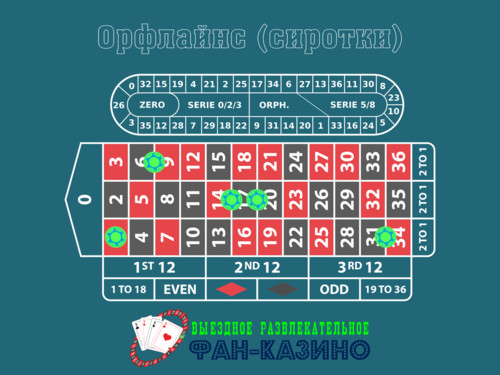 Орфлайнс (сиротки)
0 32 15 19 4 21 2 25 17 34 6 27 13 36 11 30 8
26 ZERO SERIE 0/2/3 ORPH. SERIE 5/8 23 10
3 35 12 28 7 29 18 22 9 31 14 20 1 33 16 24 5
3 6 9 12 15 18 21 24 27 30 33 36 2 TO 1
0 2 5 8 11 14 17 20 23 26 29 32 35 2 TO 1
1 4 7 10 13 16 19 22 25 28 31 34 2 TO 1
1ST 12 2ND 12 3RD 12
1 TO 18 EVEN ODD 19 TO 36
ВЫЕЗДНОЕ РАЗВЛЕКАТЕЛЬНОЕ
ФАН-КАЗИНО